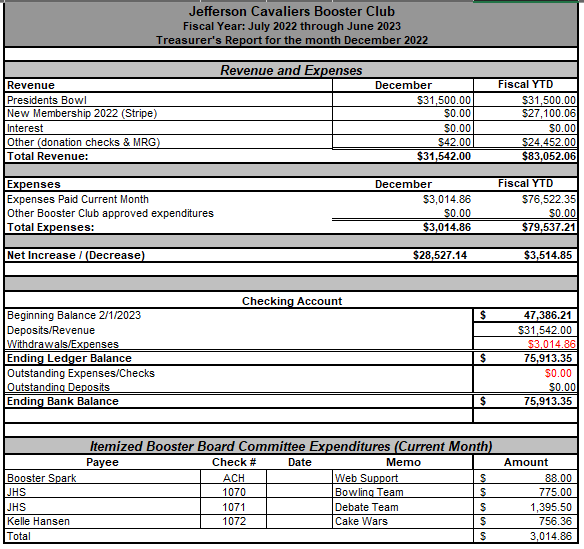 Jefferson Cavaliers Booster Club
Fiscal Year: July 2022 through June 2023
Treasurer's Report for the month December 2022
Revenue and Expenses
Revenue December Fiscal YTD
Presidents Bowl $31,500.00 $31,500.00
New Membership 2022 (Stripe) $0.00 $27,100.06
Interest $0.00 $0.00
Other (donation checks & MRG) $42.00 $24,452.00
Total Revenue: $31,542.00 $83,052.06
Expenses December Fiscal YTD
Expenses Paid Current Month $3,014.86 $76,522.35
Other Booster Club approved expenditures $0.00 $0.00
Total Expenses: $3,014.86 $79,537.21
Net Increase / (Decrease) $28,527.14 $3,514.85
Checking Account
Beginning Balance 2/1/2023 $ 47,386.21
Deposits/Revenue $31,542.00
Withdrawals/Expenses $3,014.86
Ending Ledger Balance $ 75,913.35
Outstanding Expenses/Checks $0.00
Outstanding Deposits $0.00
Ending Bank Balance $ 75,913.35
Itemized Booster Board Committee Expenditures (Current Month)
Payee Check # Date Memo Amount
Booster Spark ACH Web Support $ 88.00
JHS 1070 Bowling Team $ 775.00
JHS 1071 Debate Team $ 1,395.50
Kelle Hansen 1072 Cake Wars $ 756.36
Total $ 3,014.86